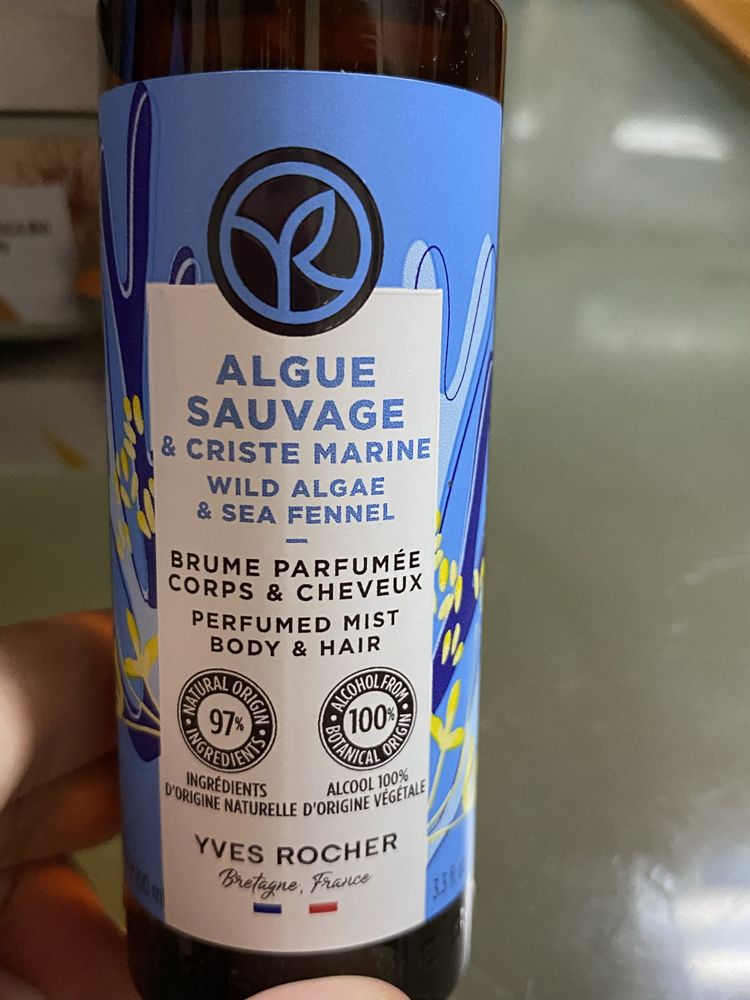 ALGUE
SAUVAGE
& CRISTE MARINE
WILD ALGAE
& SEA FENNEL
BRUME PARFUMÉE
CORPS & CHEVEUX
PERFUMED MIST
BODY & HAIR
NATURAL ORIGIN
97%
INGREDIENTS
ALCOHOL FROM
100%
BOTANICAL ORIGIN
INGRÉDIENTS
D'ORIGINE NATURELLE
ALCOOL 100%
D'ORIGINE VÉGÉTALE
YVES ROCHER
Bretagne, France